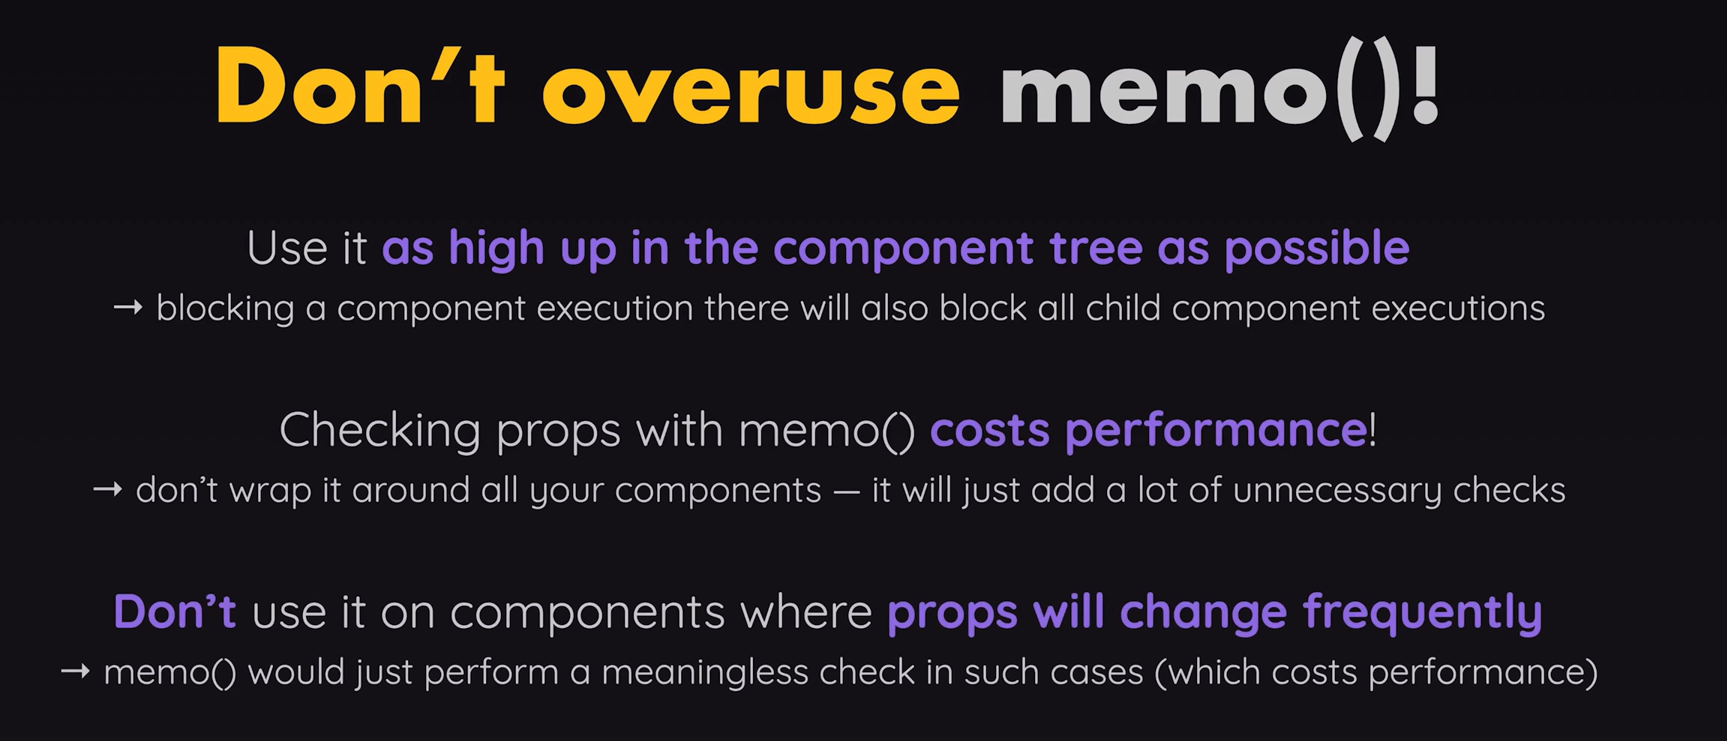 Don’t overuse memo()!
Use it as high up in the component tree as possible
→ blocking a component execution there will also block all child component executions
Checking props with memo() costs performance!
→ don’t wrap it around all your components — it will just add a lot of unnecessary checks
Don’t use it on components where props will change frequently
→ memo() would just perform a meaningless check in such cases (which costs performance)